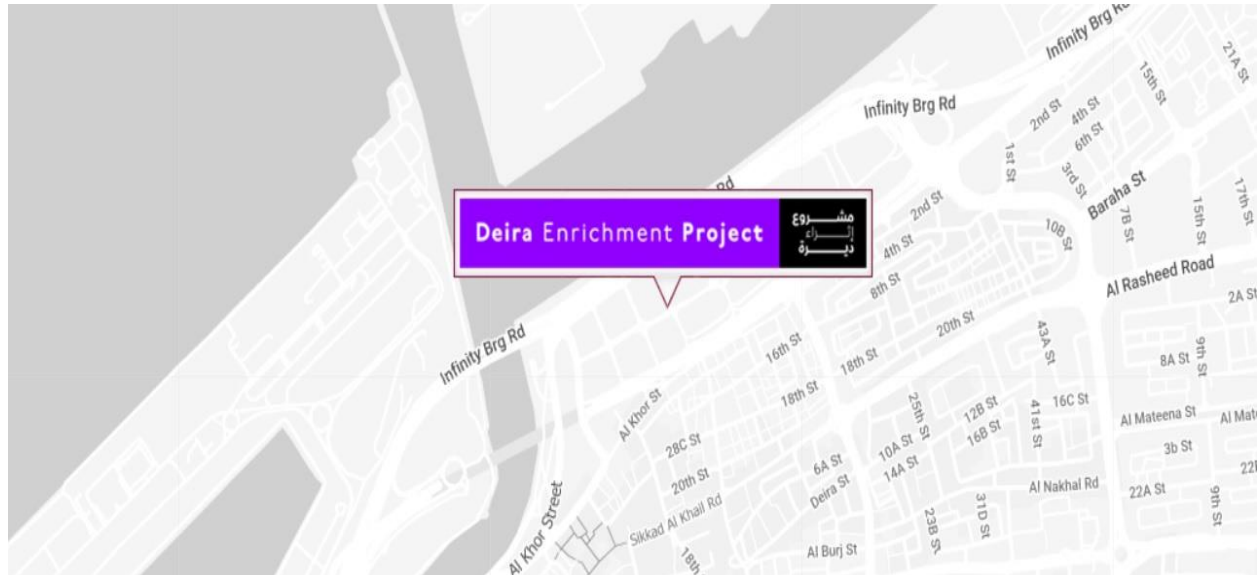 Infinity Brg Rd
21A St
15th St
2nd St
4th St
6th St
Infinity Brg Rd
1st St
3rd St
Baraha St
17th St
Rd
7B St
15th St
2nd St
10B St
Deira Enrichment Project
مشروع
إثراء
ديرة
4th St
8th St
Al Rasheed Road
2A St
20th St
43A St
Infinity Brg Rd
16th St
18th St
8A St
9th St
18th St
Al Khor St
25th St
12B St
16C St
41st St
Al Mateena St
Al Mat
28C St
16B St
10A St
3b St
6A St
14A St
20th St
Deira St
Al Nakhal Rd
22A St
22
9th St
Al Khor Street
Sikkad Al Khail Rd
31D St
23B St
Al Burj St
18th